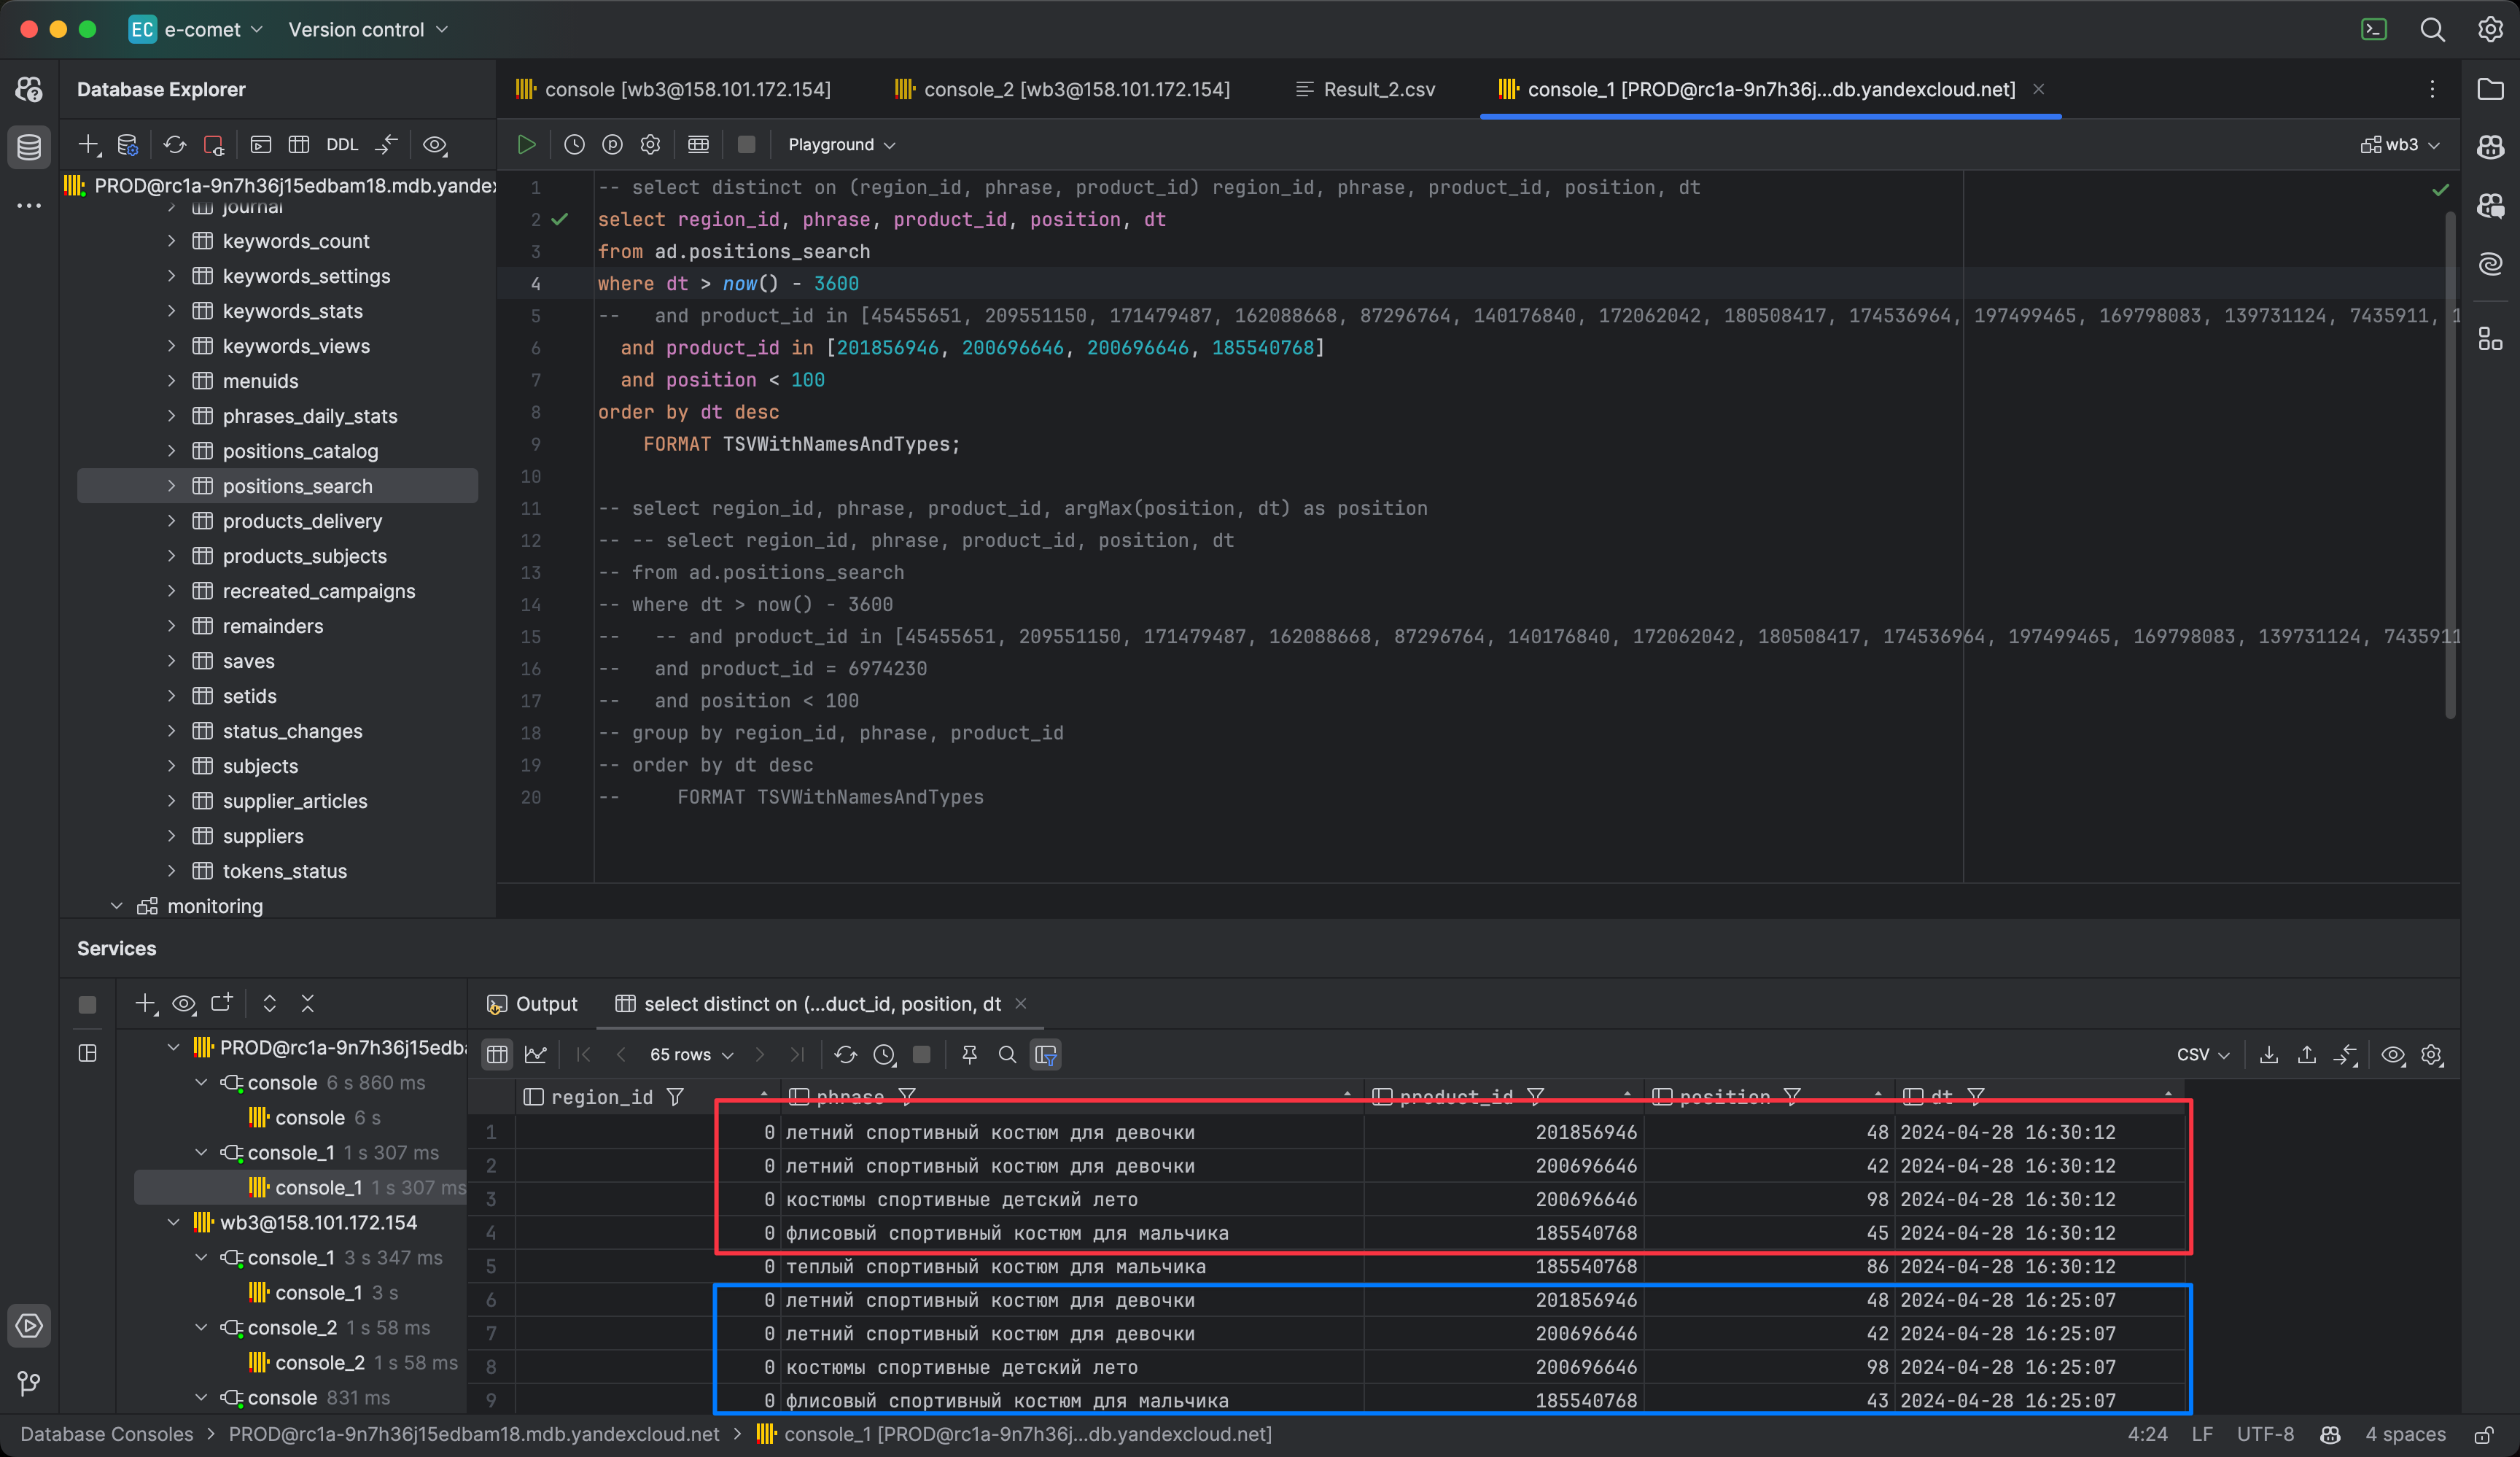 EC e-comet Version control
Database Explorer
console [wb3@158.101.172.154]
console_2 [wb3@158.101.172.154]
Result_2.csv
console_1 [PROD@rc1a-9n7h36j...db.yandexcloud.net]
DDL
Playground
wb3
PROD@rc1a-9n7h36j15edbam18.mdb.yandex
journal
keywords_count
keywords_settings
keywords_stats
keywords_views
menuids
phrases_daily_stats
positions_catalog
positions_search
products_delivery
products_subjects
recreated_campaigns
remainders
saves
setids
status_changes
subjects
supplier_articles
suppliers
tokens_status
monitoring
1 -- select distinct on (region_id, phrase, product_id) region_id, phrase, product_id, position, dt
2 select region_id, phrase, product_id, position, dt
3 from ad.positions_search
4 where dt > now() - 3600
5 -- and product_id in [45455651, 209551150, 171479487, 162088668, 87296764, 140176840, 172062042, 180508417, 174536964, 197499465, 169798083, 139731124, 7435911, 1
6 and product_id in [201856946, 200696646, 200696646, 185540768]
7 and position < 100
8 order by dt desc
9 FORMAT TSVWithNamesAndTypes;
10
11 -- select region_id, phrase, product_id, argMax(position, dt) as position
12 -- -- select region_id, phrase, product_id, position, dt
13 -- from ad.positions_search
14 -- where dt > now() - 3600
15 -- -- and product_id in [45455651, 209551150, 171479487, 162088668, 87296764, 140176840, 172062042, 180508417, 174536964, 197499465, 169798083, 139731124, 7435911
16 -- and product_id = 6974230
17 -- and position < 100
18 -- group by region_id, phrase, product_id
19 -- order by dt desc
20 -- FORMAT TSVWithNamesAndTypes
Services
PROD@rc1a-9n7h36j15edba
console 6 s 860 ms
console 6 s
console_1 1 s 307 ms
console_1 1 s 307 ms
wb3@158.101.172.154
console_1 3 s 347 ms
console_1 3 s
console_2 1 s 58 ms
console_2 1 s 58 ms
console 831 ms
Output
select distinct on (...duct_id, position, dt
65 rows
CSV
region_id phrase product_id position dt
1 0 летний спортивный костюм для девочки 201856946 48 2024-04-28 16:30:12
2 0 летний спортивный костюм для девочки 200696646 42 2024-04-28 16:30:12
3 0 костюмы спортивные детский лето 200696646 98 2024-04-28 16:30:12
4 0 флисовый спортивный костюм для мальчика 185540768 45 2024-04-28 16:30:12
5 0 теплый спортивный костюм для мальчика 185540768 86 2024-04-28 16:30:12
6 0 летний спортивный костюм для девочки 201856946 48 2024-04-28 16:25:07
7 0 летний спортивный костюм для девочки 200696646 42 2024-04-28 16:25:07
8 0 костюмы спортивные детский лето 200696646 98 2024-04-28 16:25:07
9 0 флисовый спортивный костюм для мальчика 185540768 43 2024-04-28 16:25:07
Database Consoles > PROD@rc1a-9n7h36j15edbam18.mdb.yandexcloud.net > console_1 [PROD@rc1a-9n7h36j...db.yandexcloud.net]
4:24 LF UTF-8 4 spaces